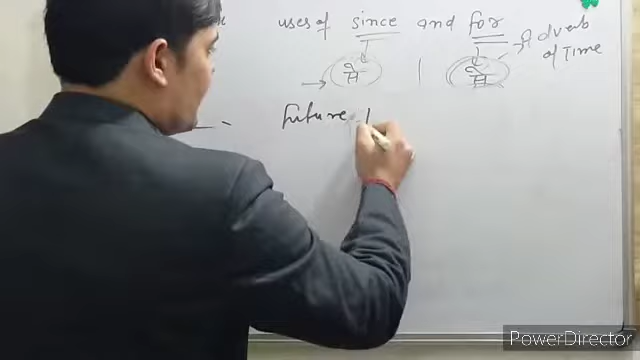 uses of since and for
से | से → Adverb
of Time
future
PowerDirector